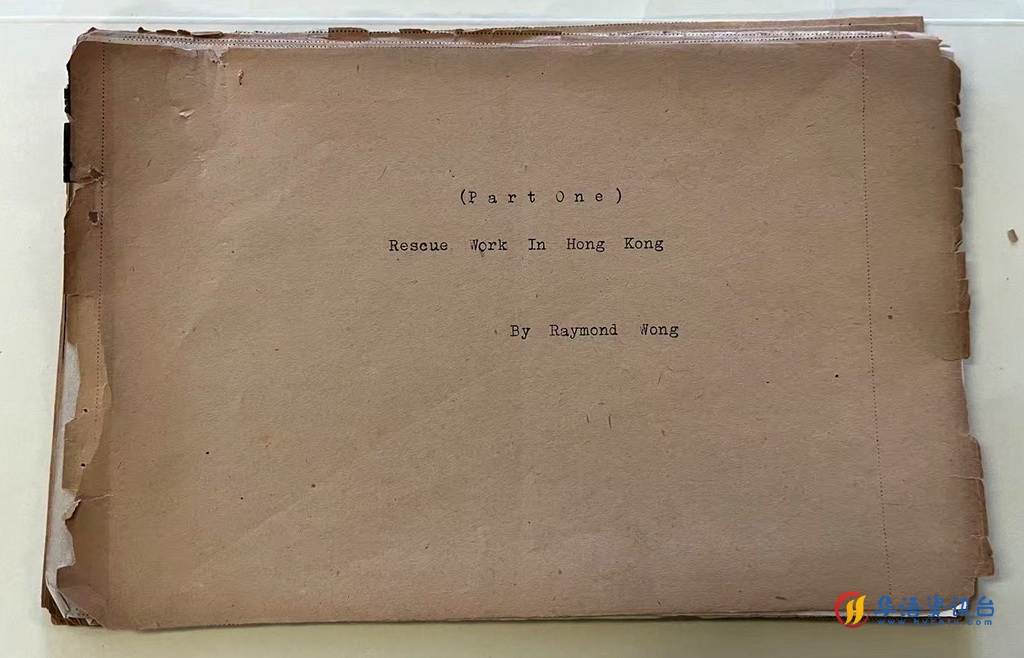 (Part One)
Rescue Work In Hong Kong
By Raymond Wong